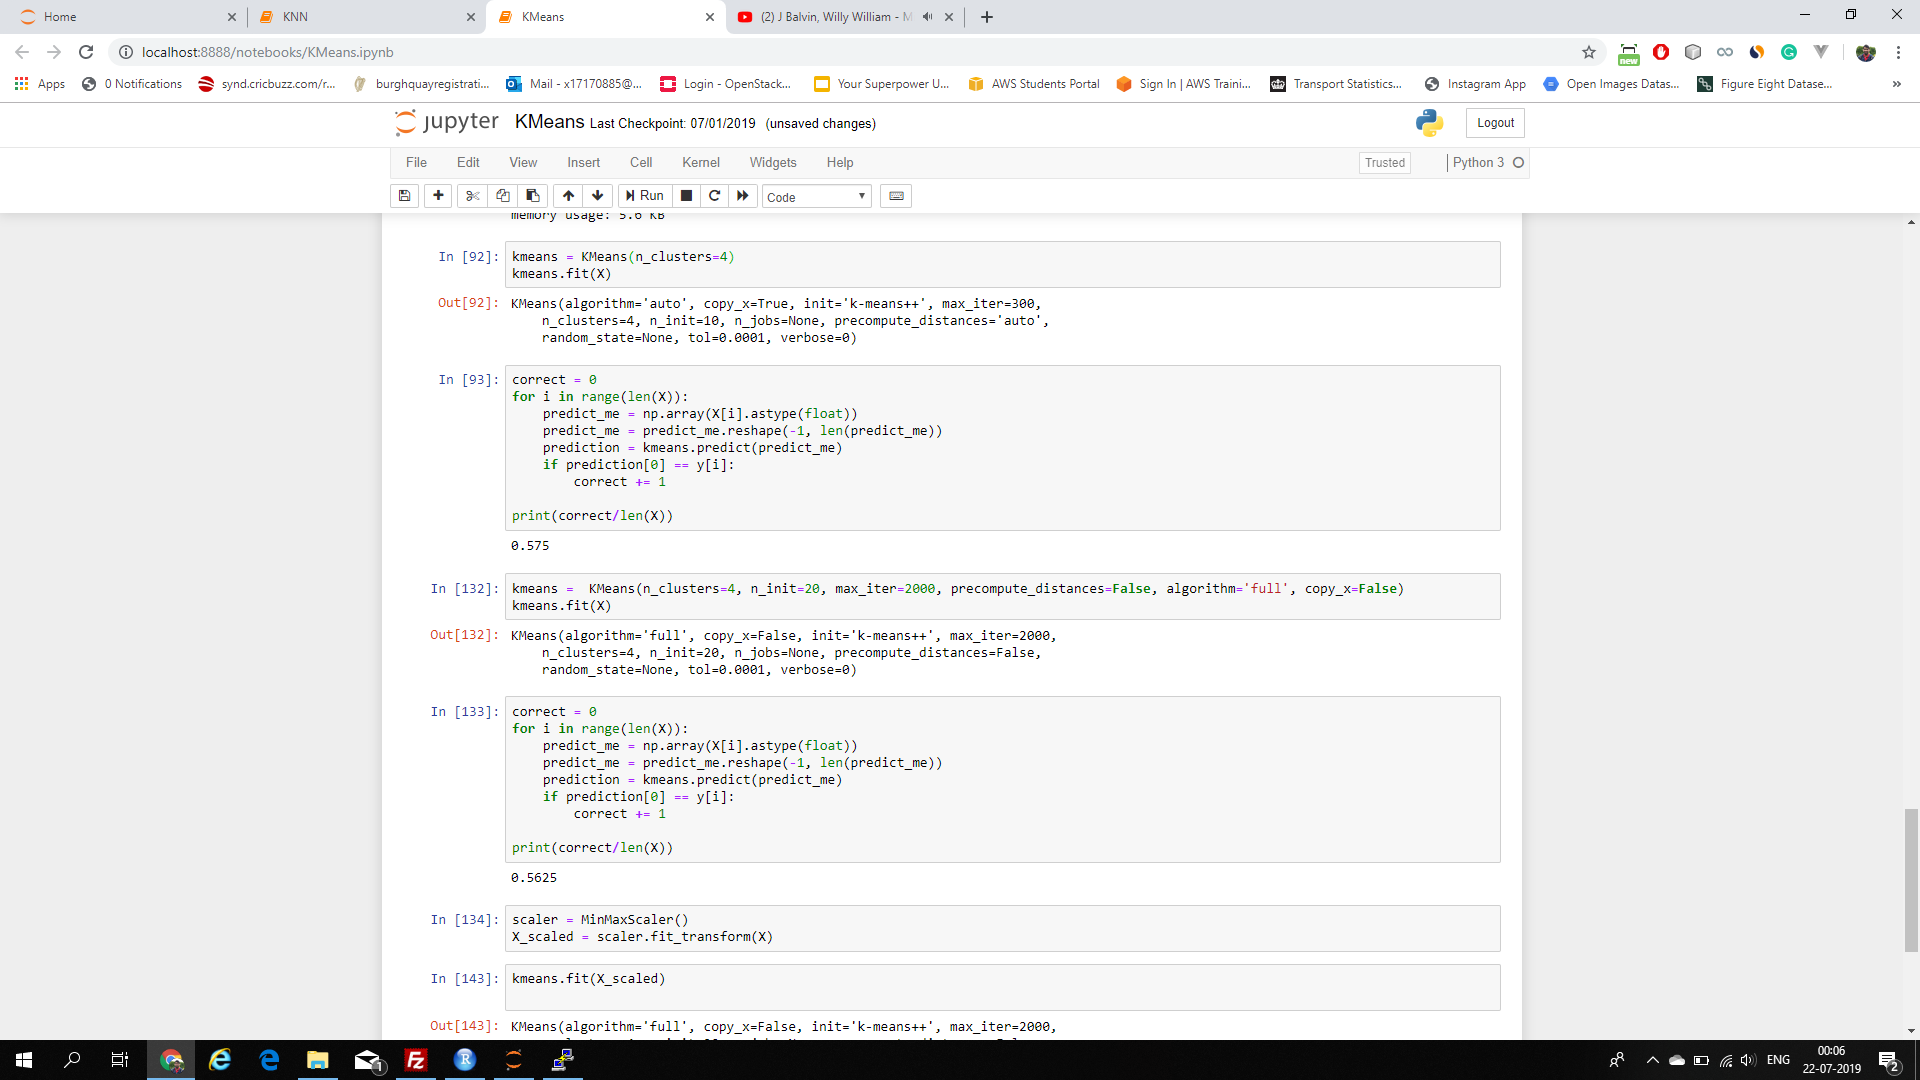 Home
KNN
KMeans
(2) J Balvin, Willy William - M
localhost:8888/notebooks/KMeans.ipynb
new
Apps
0 Notifications
synd.cricbuzz.com/r...
burghquayregistrati...
Mail - x17170885@...
Login - OpenStack...
Your Superpower U...
AWS Students Portal
Sign In | AWS Traini...
Transport Statistics...
Instagram App
Open Images Datas...
Figure Eight Datase...
»
jupyter KMeans Last Checkpoint: 07/01/2019 (unsaved changes)
Logout
File Edit View Insert Cell Kernel Widgets Help
Trusted
Python 3
Run
Code
memory usage: 5.6 KB
In [92]: kmeans = KMeans(n_clusters=4)
kmeans.fit(X)
Out[92]: KMeans(algorithm='auto', copy_x=True, init='k-means++', max_iter=300,
    n_clusters=4, n_init=10, n_jobs=None, precompute_distances='auto',
    random_state=None, tol=0.0001, verbose=0)
In [93]: correct = 0
for i in range(len(X)):
    predict_me = np.array(X[i].astype(float))
    predict_me = predict_me.reshape(-1, len(predict_me))
    prediction = kmeans.predict(predict_me)
    if prediction[0] == y[i]:
        correct += 1
print(correct/len(X))
0.575
In [132]: kmeans =  KMeans(n_clusters=4, n_init=20, max_iter=2000, precompute_distances=False, algorithm='full', copy_x=False)
kmeans.fit(X)
Out[132]: KMeans(algorithm='full', copy_x=False, init='k-means++', max_iter=2000,
    n_clusters=4, n_init=20, n_jobs=None, precompute_distances=False,
    random_state=None, tol=0.0001, verbose=0)
In [133]: correct = 0
for i in range(len(X)):
    predict_me = np.array(X[i].astype(float))
    predict_me = predict_me.reshape(-1, len(predict_me))
    prediction = kmeans.predict(predict_me)
    if prediction[0] == y[i]:
        correct += 1
print(correct/len(X))
0.5625
In [134]: scaler = MinMaxScaler()
X_scaled = scaler.fit_transform(X)
In [143]: kmeans.fit(X_scaled)
Out[143]: KMeans(algorithm='full', copy_x=False, init='k-means++', max_iter=2000,
ENG
00:06
22-07-2019
2